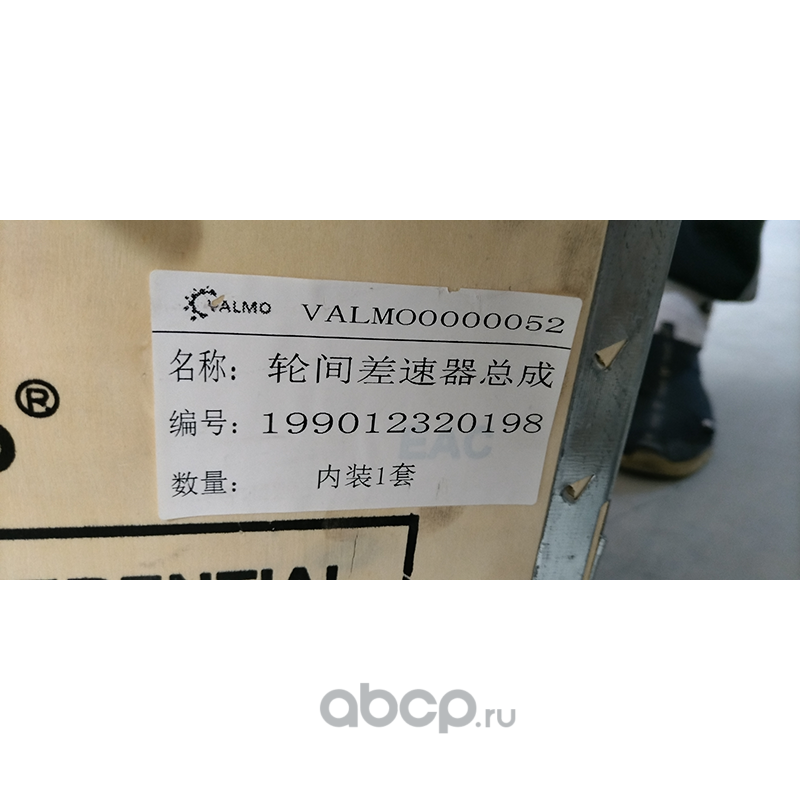 VALMO VALMO0000052
名称: 轮间差速器总成
®
编号: 199012320198
EAC
数量: 内装1套
abcp.ru